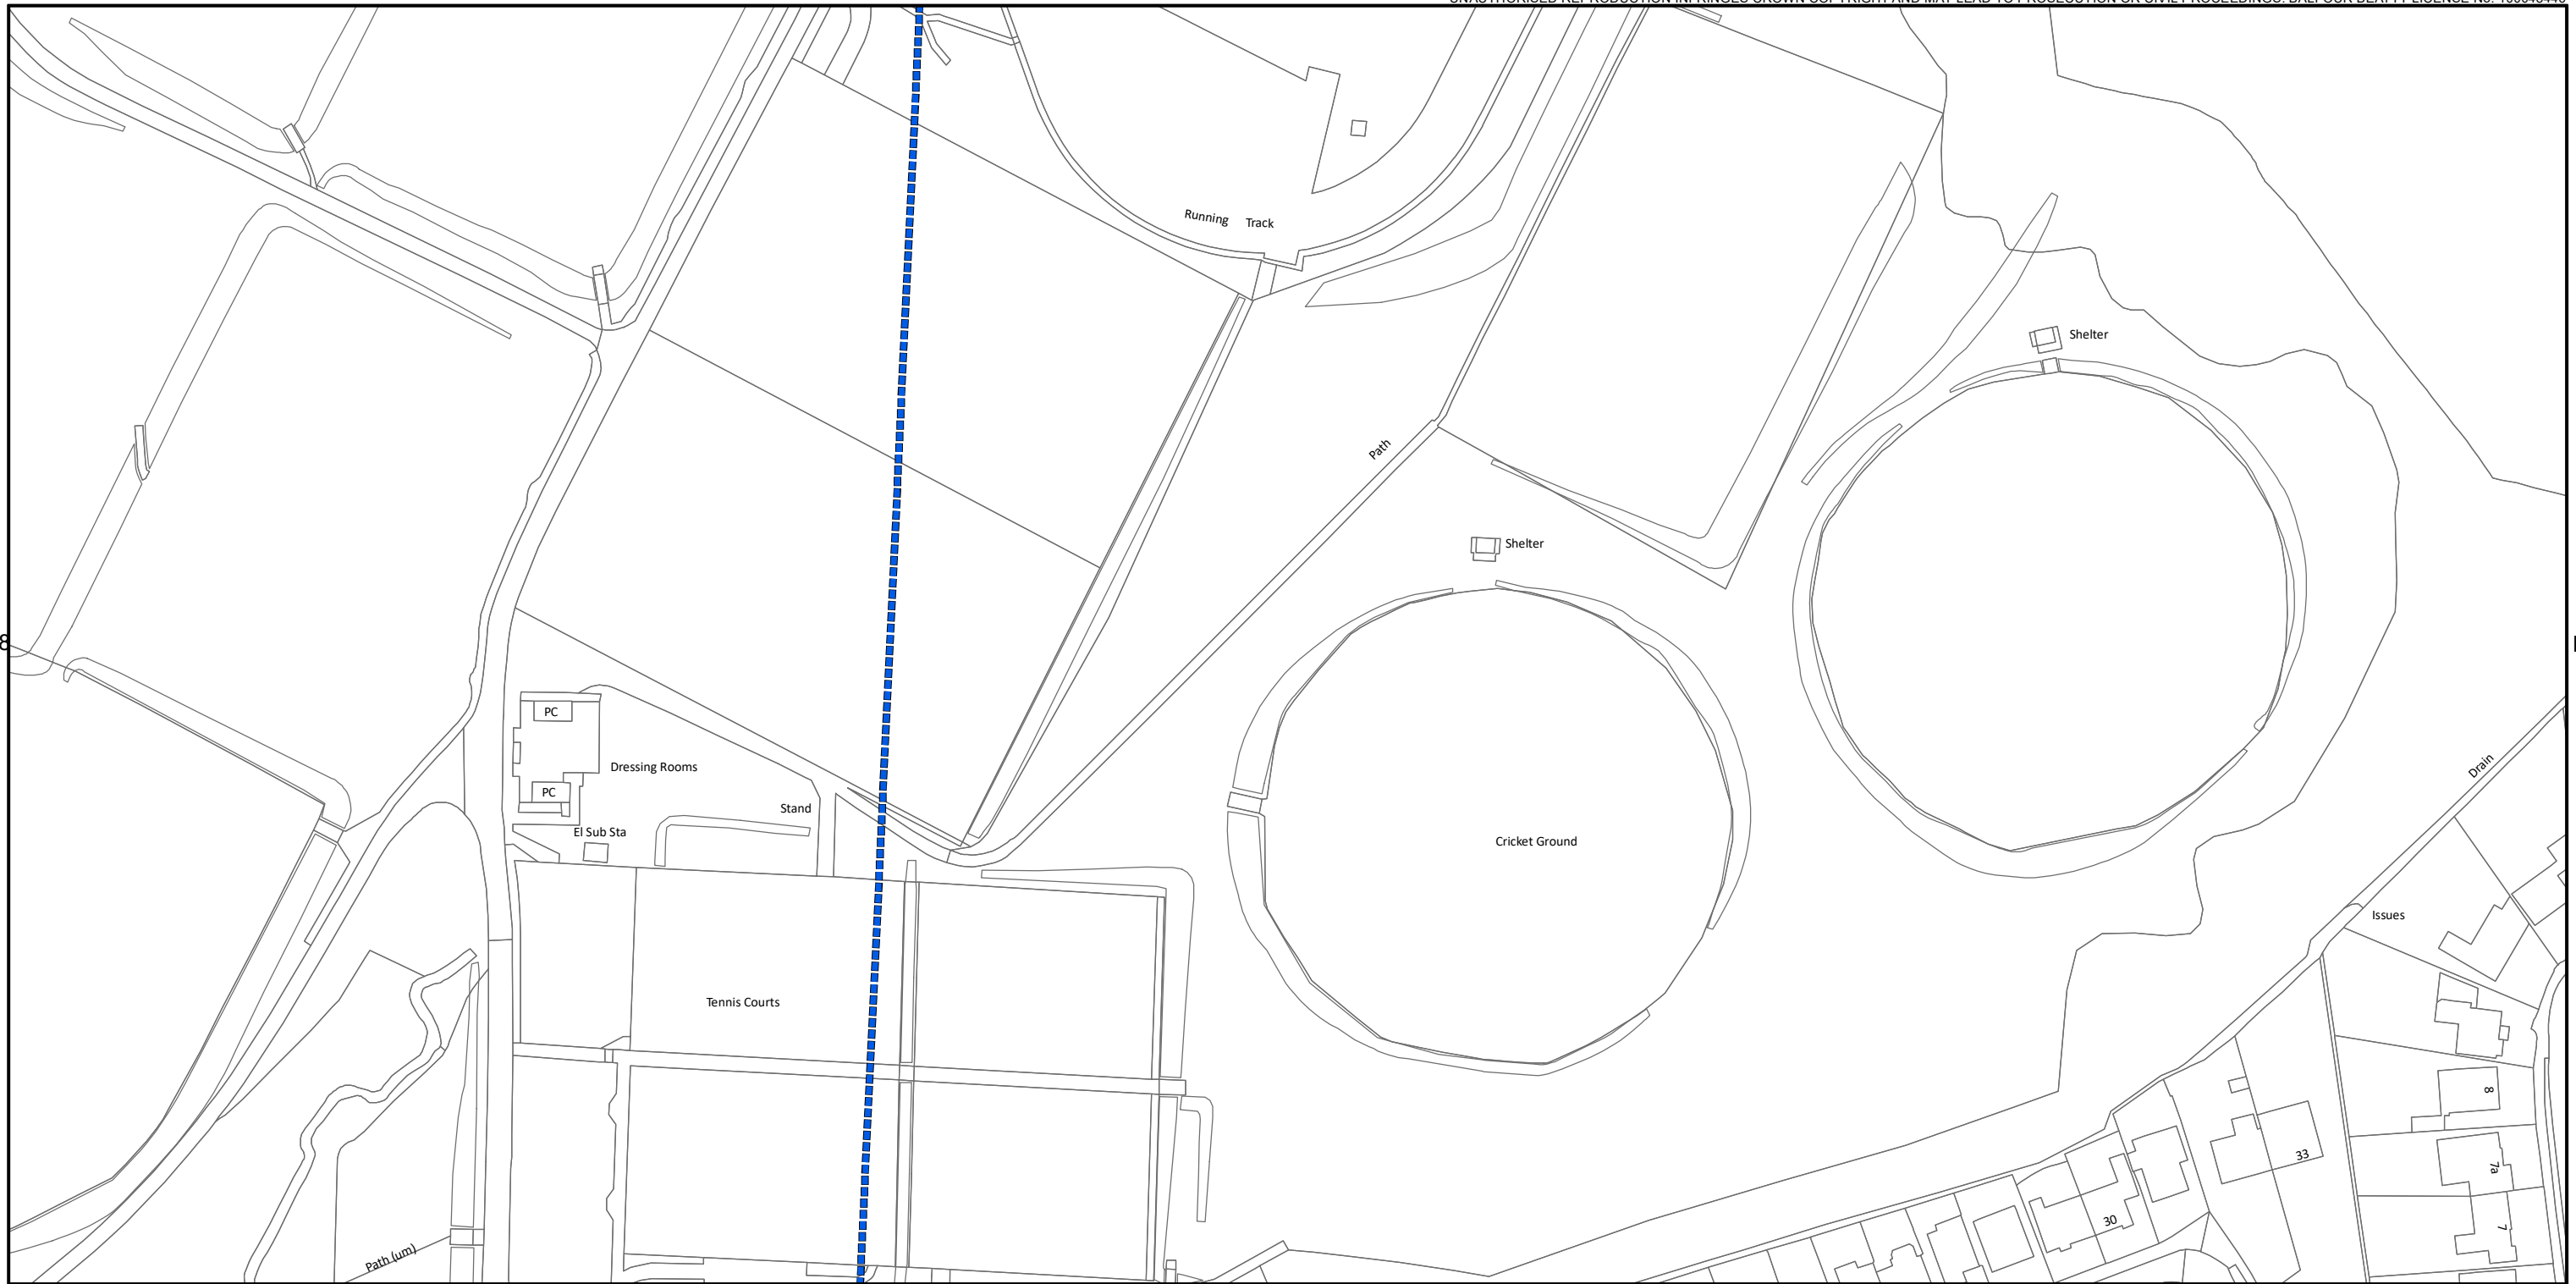 Running Track
Shelter
Path
Shelter
PC
Dressing Rooms
PC
Stand
El Sub Sta
Cricket Ground
Drain
Issues
Tennis Courts
8
33
7a
30
7
Path (um)
8